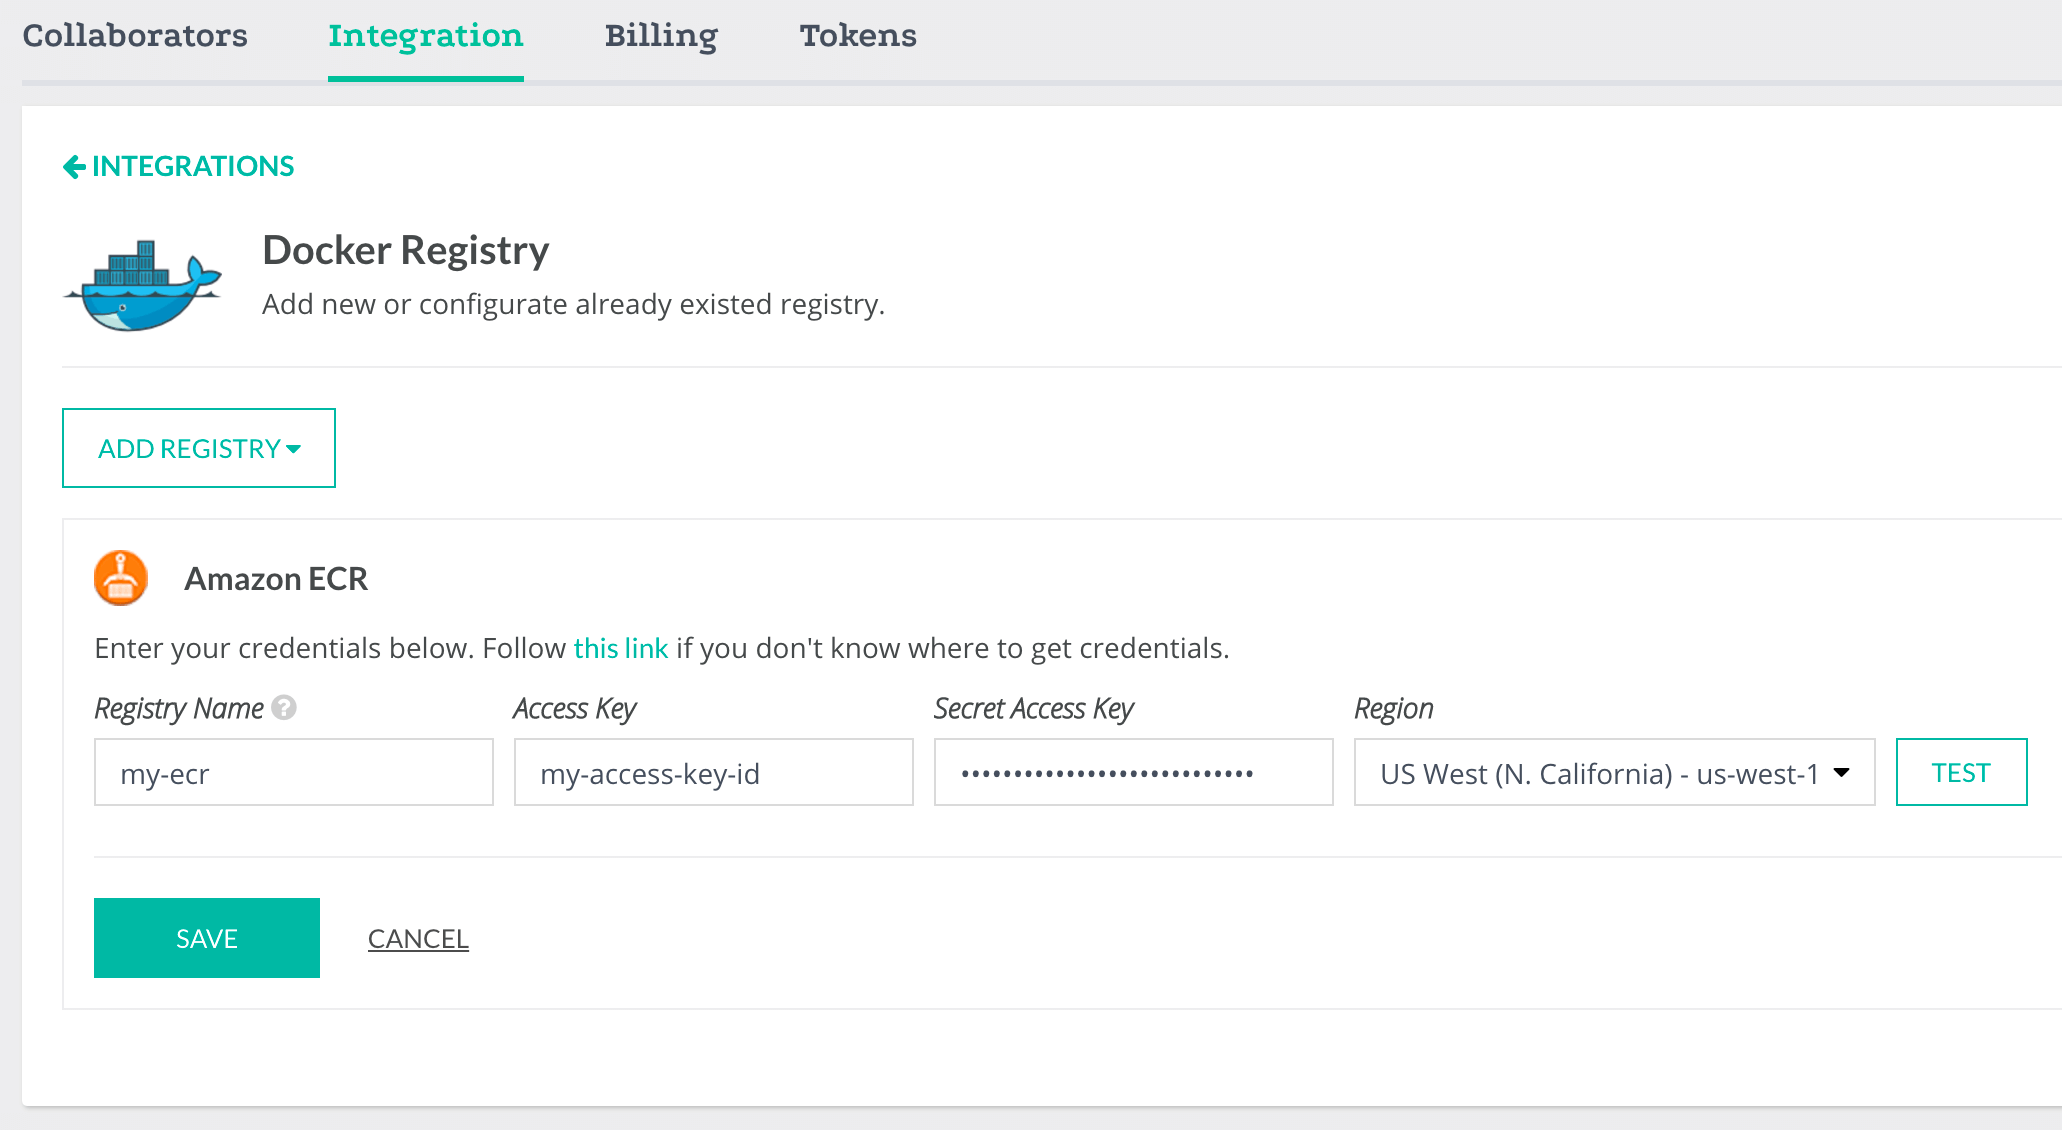 Collaborators Integration Billing Tokens
INTEGRATIONS
Docker Registry
Add new or configurate already existed registry.
ADD REGISTRY
Amazon ECR
Enter your credentials below. Follow this link if you don't know where to get credentials.
Registry Name ? Access Key Secret Access Key Region
my-ecr my-access-key-id •••••••••••••••••••••••••••• US West (N. California) - us-west-1 TEST
SAVE CANCEL